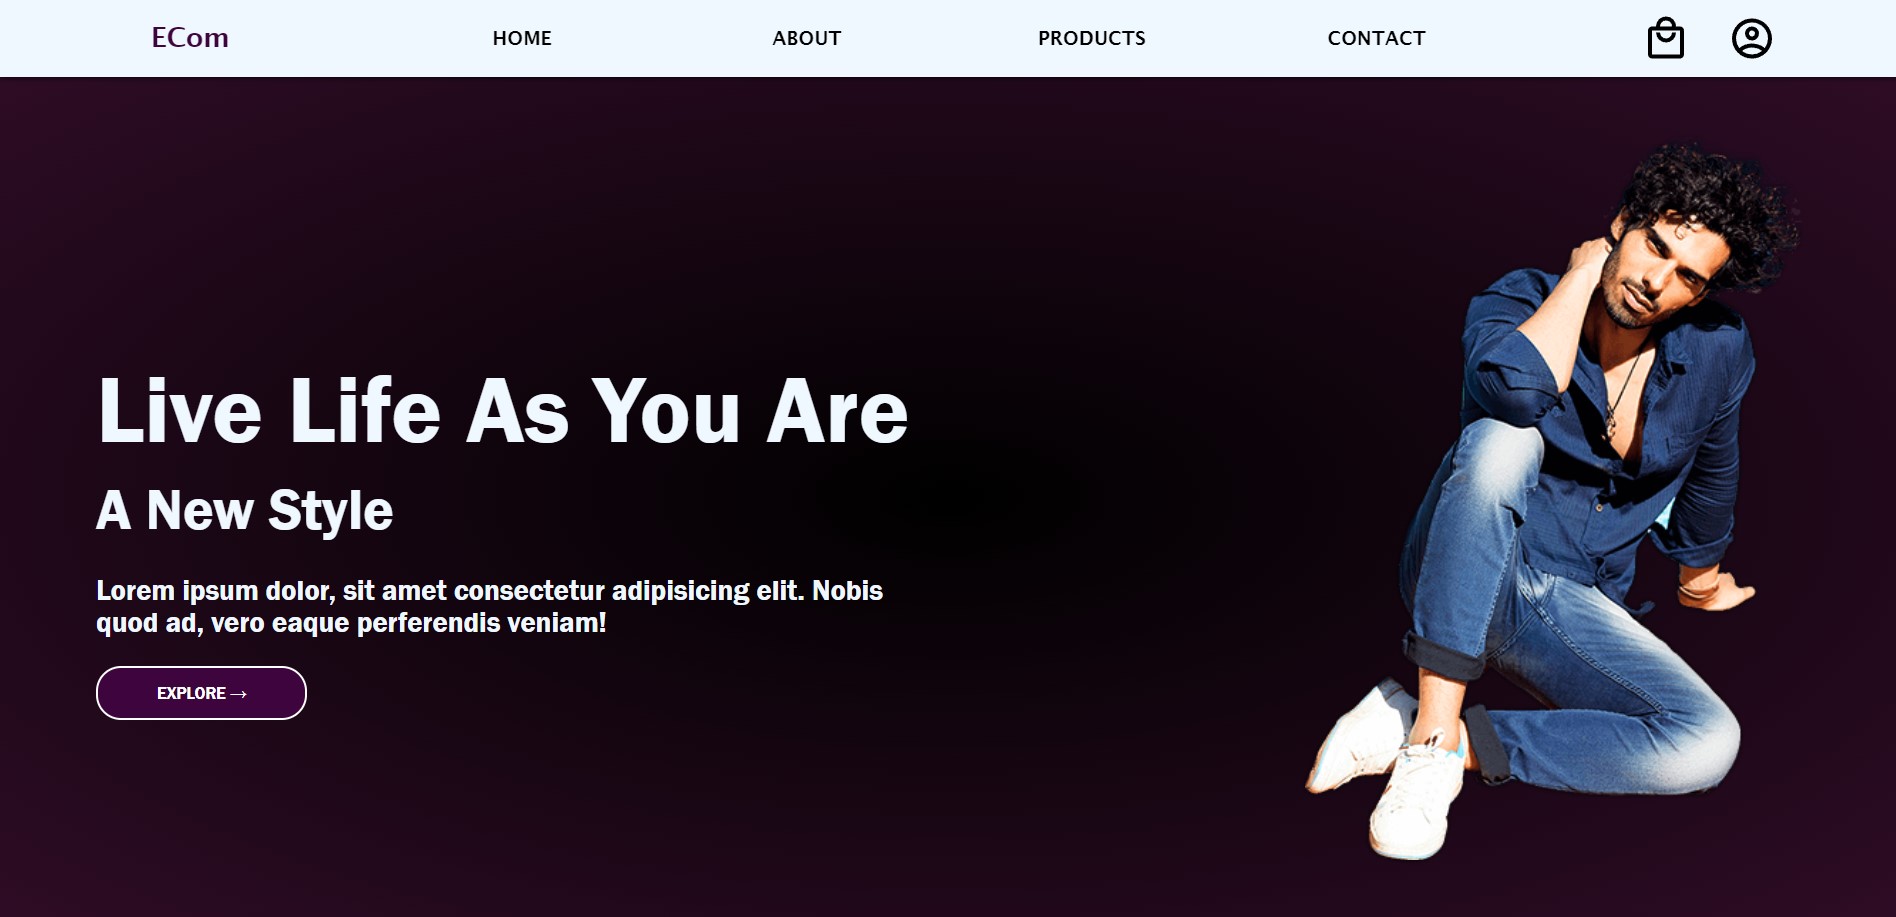 ECom
HOME
ABOUT
PRODUCTS
CONTACT
Live Life As You Are
A New Style
Lorem ipsum dolor, sit amet consectetur adipisicing elit. Nobis
quod ad, vero eaque perferendis veniam!
EXPLORE →